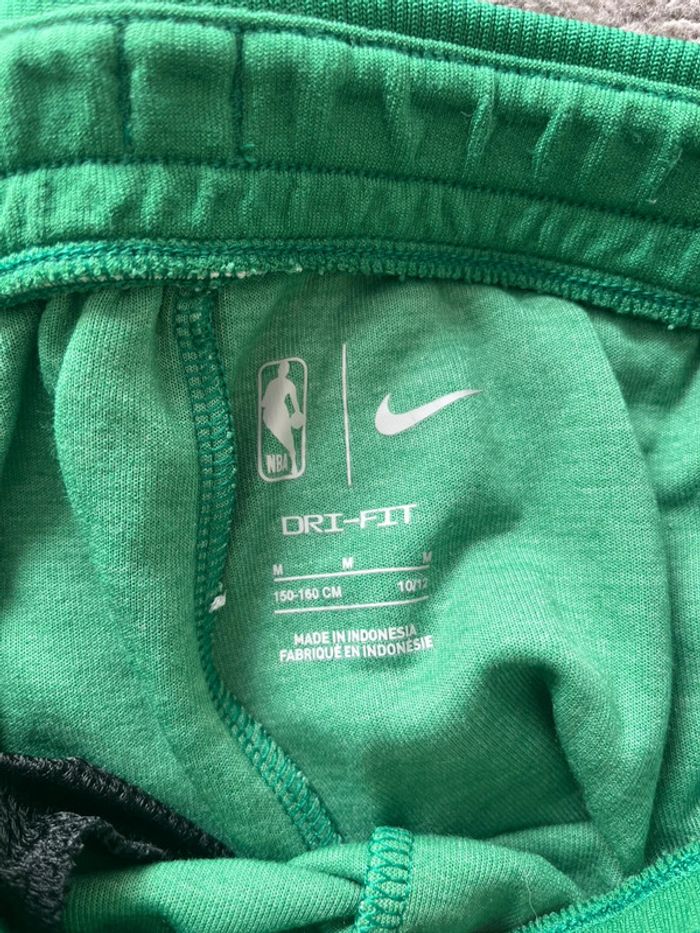 NBA
DRI-FIT
M M M
150-160 CM 10/12
MADE IN INDONESIA
FABRIQUÉ EN INDONÉSIE